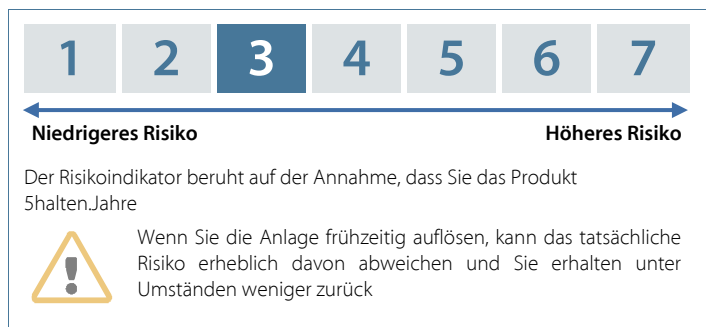 1 2 3 4 5 6 7
Niedrigeres Risiko Höheres Risiko
Der Risikoindikator beruht auf der Annahme, dass Sie das Produkt
5halten.Jahre
Wenn Sie die Anlage frühzeitig auflösen, kann das tatsächliche
Risiko erheblich davon abweichen und Sie erhalten unter
Umständen weniger zurück